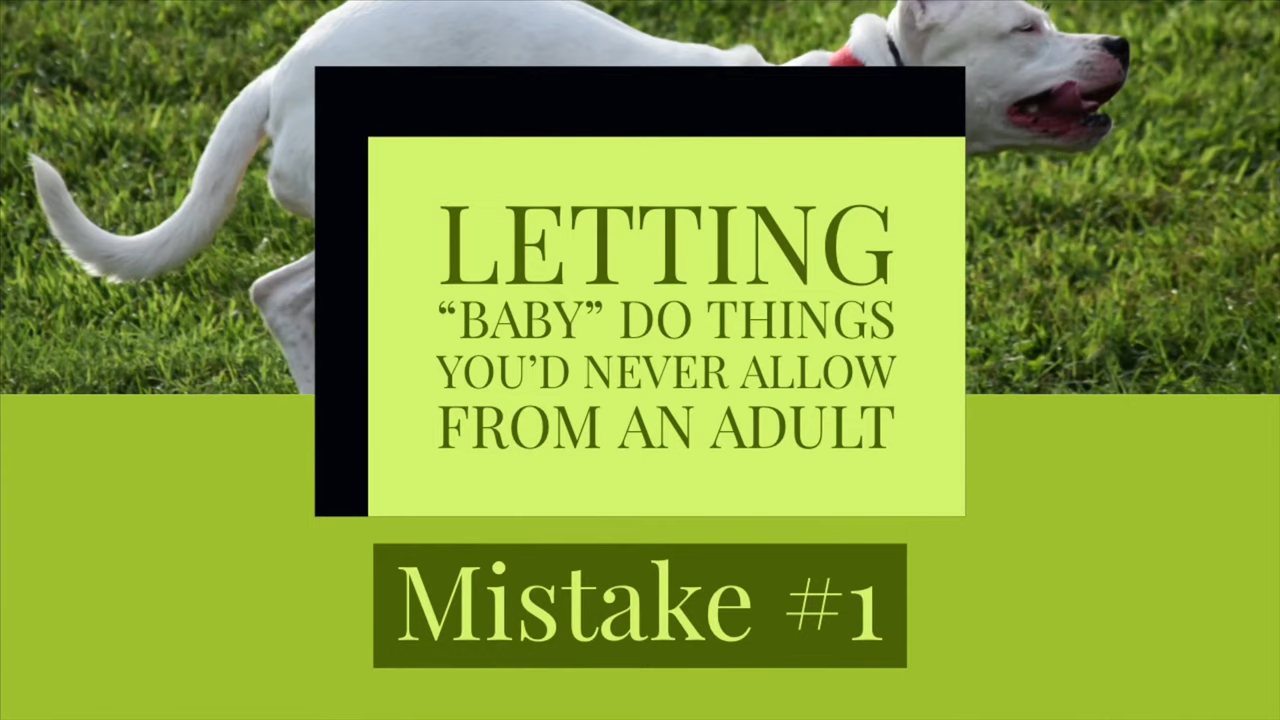 LETTING
“BABY” DO THINGS
YOU’D NEVER ALLOW
FROM AN ADULT
Mistake #1